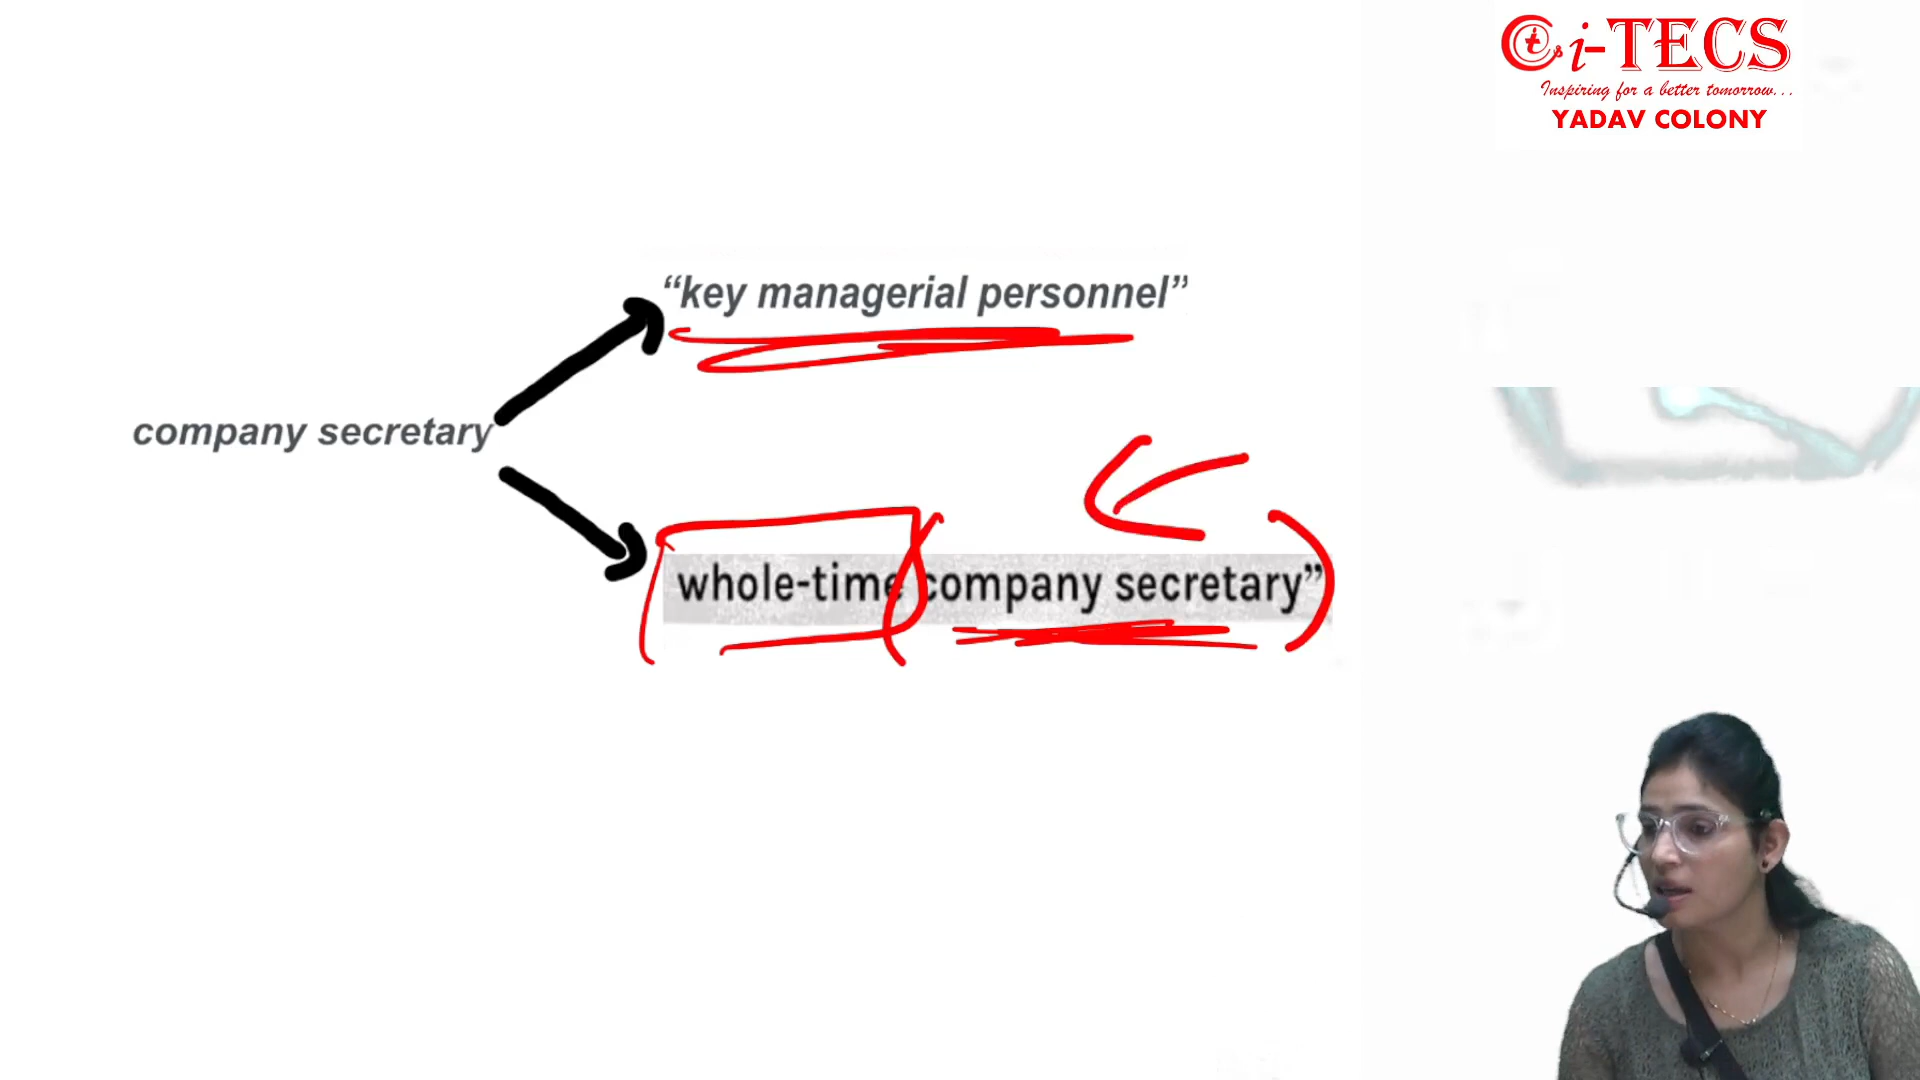 i-TECS
Inspiring for a better tomorrow...
YADAV COLONY
“key managerial personnel”
company secretary
whole-time company secretary”